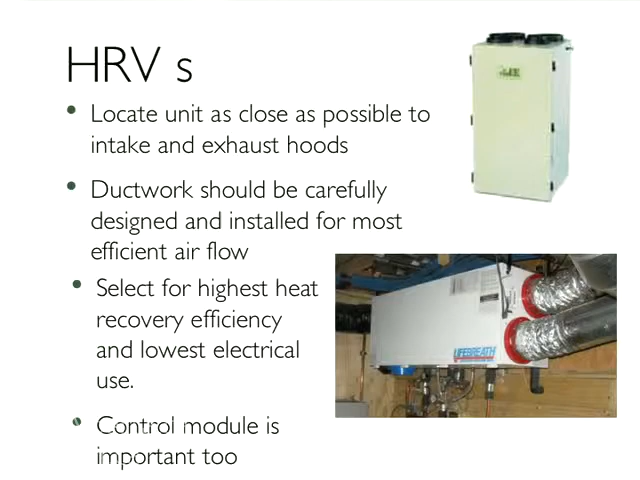 HRV s
• Locate unit as close as possible to
intake and exhaust hoods
• Ductwork should be carefully
designed and installed for most
efficient air flow
• Select for highest heat
recovery efficiency
and lowest electrical
use.
• Control module is
important too
LIFEBREATH